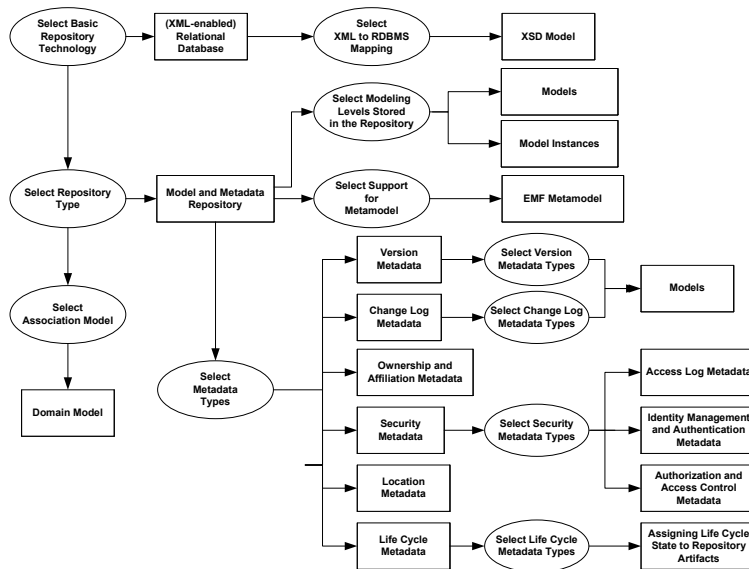 Select Basic
Repository
Technology
(XML-enabled)
Relational
Database
Select
XML to RDBMS
Mapping
XSD Model
Select Modeling
Levels Stored
in the Repository
Models
Model Instances
Select Repository
Type
Model and Metadata
Repository
Select Support
for
Metamodel
EMF Metamodel
Version
Metadata
Select Version
Metadata Types
Models
Change Log
Metadata
Select Change Log
Metadata Types
Select
Association Model
Domain Model
Select
Metadata
Types
Ownership and
Affiliation Metadata
Security
Metadata
Select Security
Metadata Types
Access Log Metadata
Identity Management
and Authentication
Metadata
Authorization and
Access Control
Metadata
Location
Metadata
Life Cycle
Metadata
Select Life Cycle
Metadata Types
Assigning Life Cycle
State to Repository
Artifacts